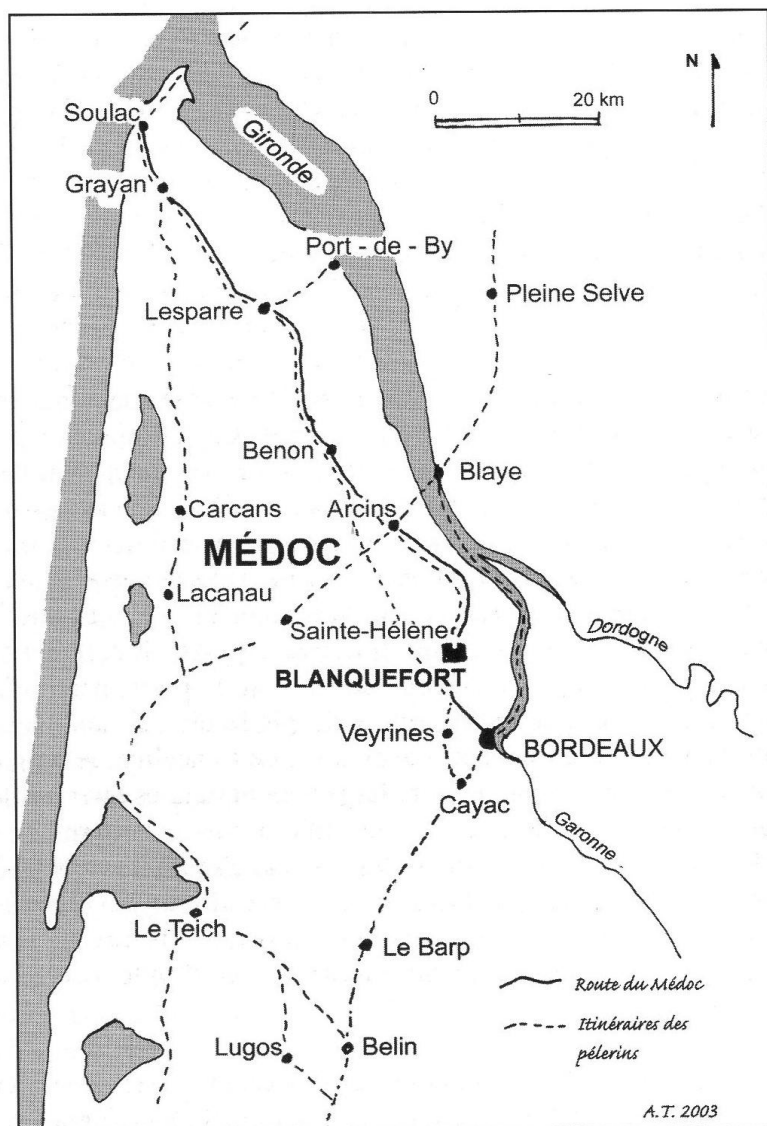 N
0 20 km
Soulac
Gironde
Grayan
Port - de - By
Pleine Selve
Lesparre
Benon
Blaye
Carcans
Arcins
MÉDOC
Lacanau
Sainte-Hélène
Dordogne
BLANQUEFORT
Veyrines
BORDEAUX
Cayac
Garonne
Le Teich
Le Barp
Route du Médoc
Itinéraires des
pélerins
Lugos
Belin
A.T. 2003